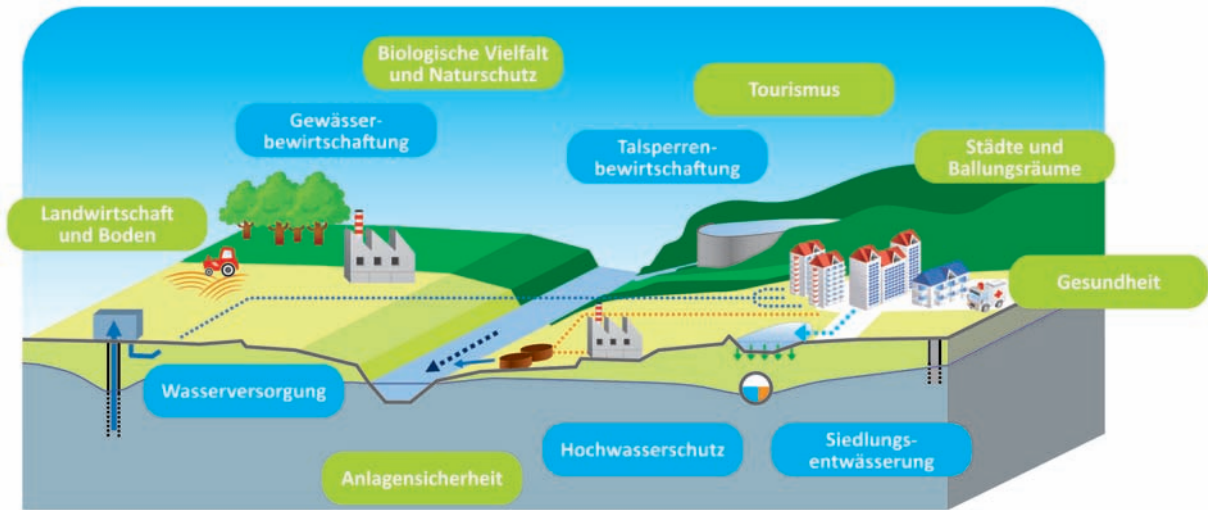 Biologische Vielfalt
und Naturschutz
Tourismus
Gewässer-
bewirtschaftung
Talsperren-
bewirtschaftung
Städte und
Ballungsräume
Landwirtschaft
und Boden
Gesundheit
Wasserversorgung
Hochwasserschutz
Siedlungs-
entwässerung
Anlagensicherheit